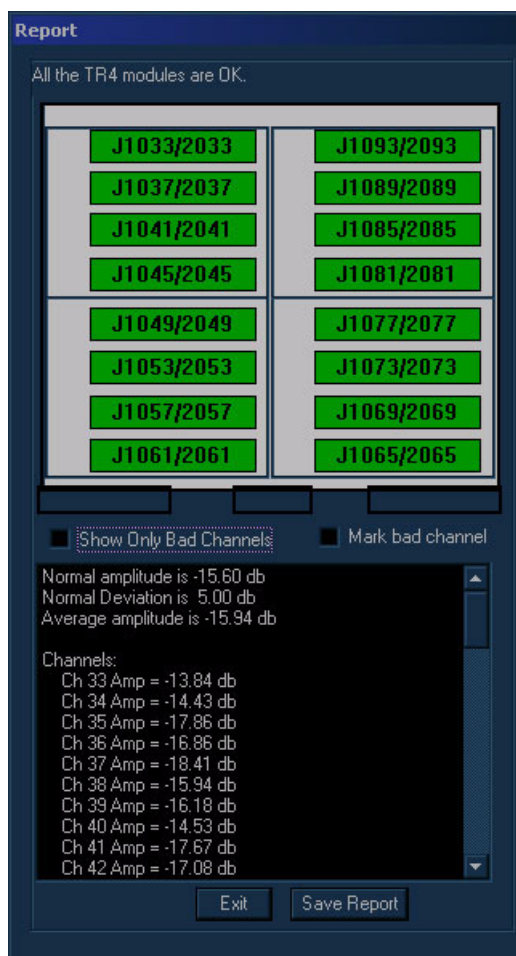 Report
All the TR4 modules are OK.
J1033/2033 J1093/2093
J1037/2037 J1089/2089
J1041/2041 J1085/2085
J1045/2045 J1081/2081
J1049/2049 J1077/2077
J1053/2053 J1073/2073
J1057/2057 J1069/2069
J1061/2061 J1065/2065
Show Only Bad Channels Mark bad channel
Normal amplitude is -15.60 db
Normal Deviation is 5.00 db
Average amplitude is -15.94 db
Channels:
Ch 33 Amp = -13.84 db
Ch 34 Amp = -14.43 db
Ch 35 Amp = -17.86 db
Ch 36 Amp = -16.86 db
Ch 37 Amp = -18.41 db
Ch 38 Amp = -15.94 db
Ch 39 Amp = -16.18 db
Ch 40 Amp = -14.53 db
Ch 41 Amp = -17.67 db
Ch 42 Amp = -17.08 db
Exit Save Report